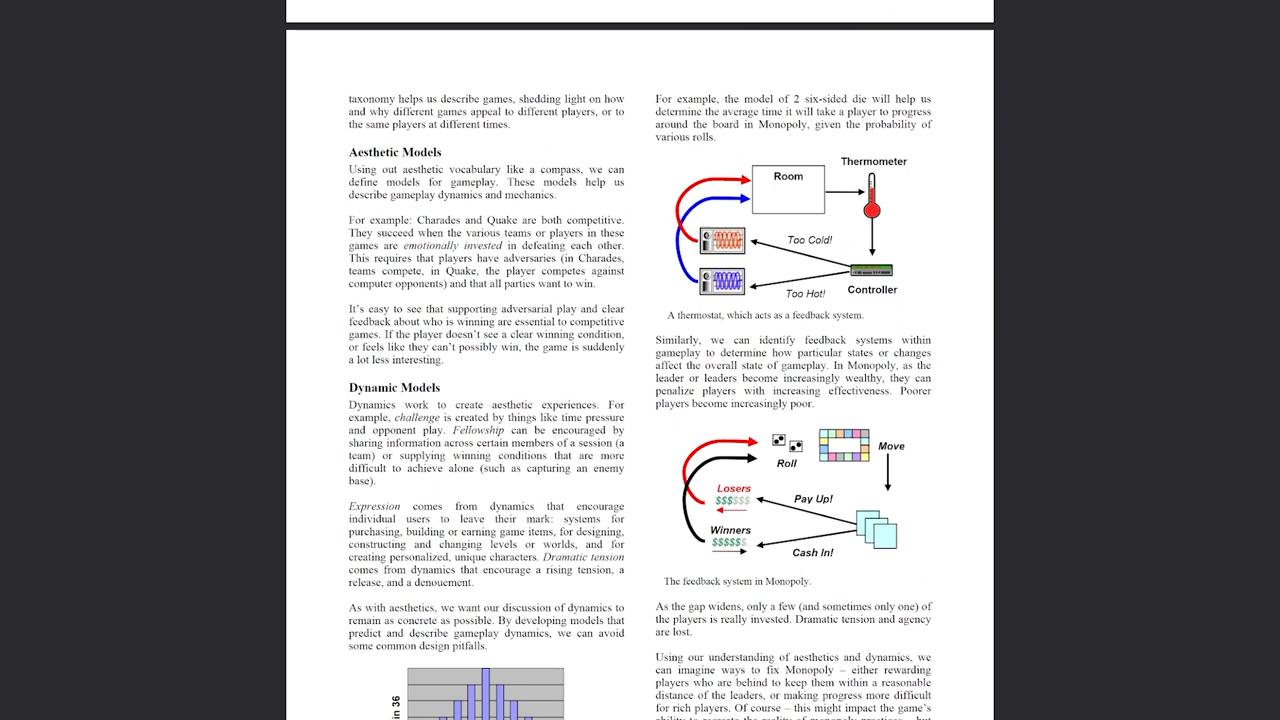 taxonomy helps us describe games, shedding light on how
and why different games appeal to different players, or to
the same players at different times.
Aesthetic Models
Using out aesthetic vocabulary like a compass, we can
define models for gameplay. These models help us
describe gameplay dynamics and mechanics.
For example: Charades and Quake are both competitive.
They succeed when the various teams or players in these
games are emotionally invested in defeating each other.
This requires that players have adversaries (in Charades,
teams compete, in Quake, the player competes against
computer opponents) and that all parties want to win.
It's easy to see that supporting adversarial play and clear
feedback about who is winning are essential to competitive
games. If the player doesn't see a clear winning condition,
or feels like they can't possibly win, the game is suddenly
a lot less interesting.
Dynamic Models
Dynamics work to create aesthetic experiences. For
example, challenge is created by things like time pressure
and opponent play. Fellowship can be encouraged by
sharing information across certain members of a session (a
team) or supplying winning conditions that are more
difficult to achieve alone (such as capturing an enemy
base).
Expression comes from dynamics that encourage
individual users to leave their mark: systems for
purchasing, building or earning game items, for designing,
constructing and changing levels or worlds, and for
creating personalized, unique characters. Dramatic tension
comes from dynamics that encourage a rising tension, a
release, and a denouement.
As with aesthetics, we want our discussion of dynamics to
remain as concrete as possible. By developing models that
predict and describe gameplay dynamics, we can avoid
some common design pitfalls.
in 36
For example, the model of 2 six-sided die will help us
determine the average time it will take a player to progress
around the board in Monopoly, given the probability of
various rolls.
Thermometer
Room
Too Cold!
Too Hot!
Controller
A thermostat, which acts as a feedback system.
Similarly, we can identify feedback systems within
gameplay to determine how particular states or changes
affect the overall state of gameplay. In Monopoly, as the
leader or leaders become increasingly wealthy, they can
penalize players with increasing effectiveness. Poorer
players become increasingly poor.
Move
Roll
Losers
$$$$$$
Pay Up!
Winners
$$$$$$
Cash In!
The feedback system in Monopoly.
As the gap widens, only a few (and sometimes only one) of
the players is really invested. Dramatic tension and agency
are lost.
Using our understanding of aesthetics and dynamics, we
can imagine ways to fix Monopoly – either rewarding
players who are behind to keep them within a reasonable
distance of the leaders, or making progress more difficult
for rich players. Of course – this might impact the game's
ability to recreate the reality of monopoly practices – but